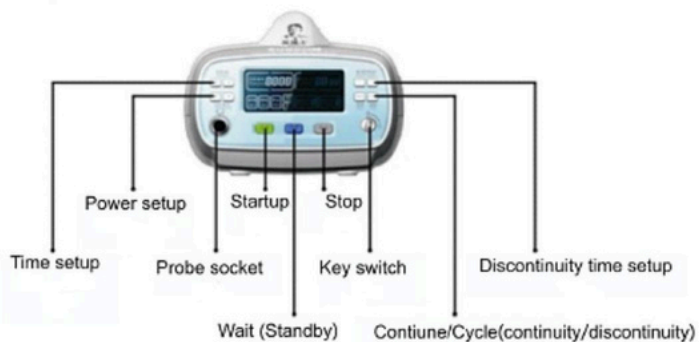 Power setup
Startup
Stop
Time setup
Probe socket
Key switch
Discontinuity time setup
Wait (Standby)
Contiune/Cycle(continuity/discontinuity)